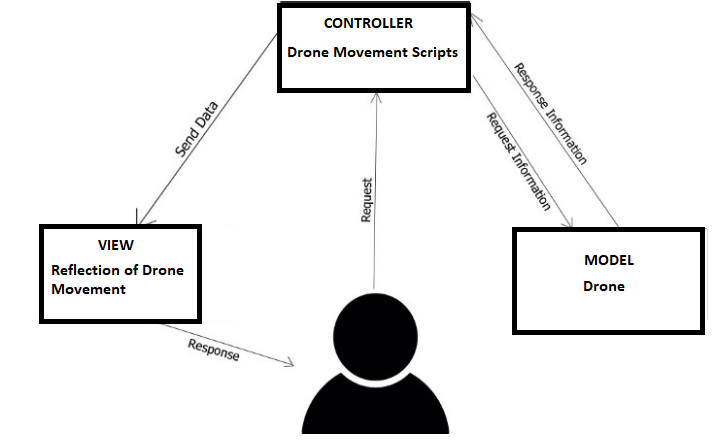 CONTROLLER
Drone Movement Scripts
Send Data
Request
Request Information
Response Information
VIEW
Reflection of Drone
Movement
MODEL
Drone
Response